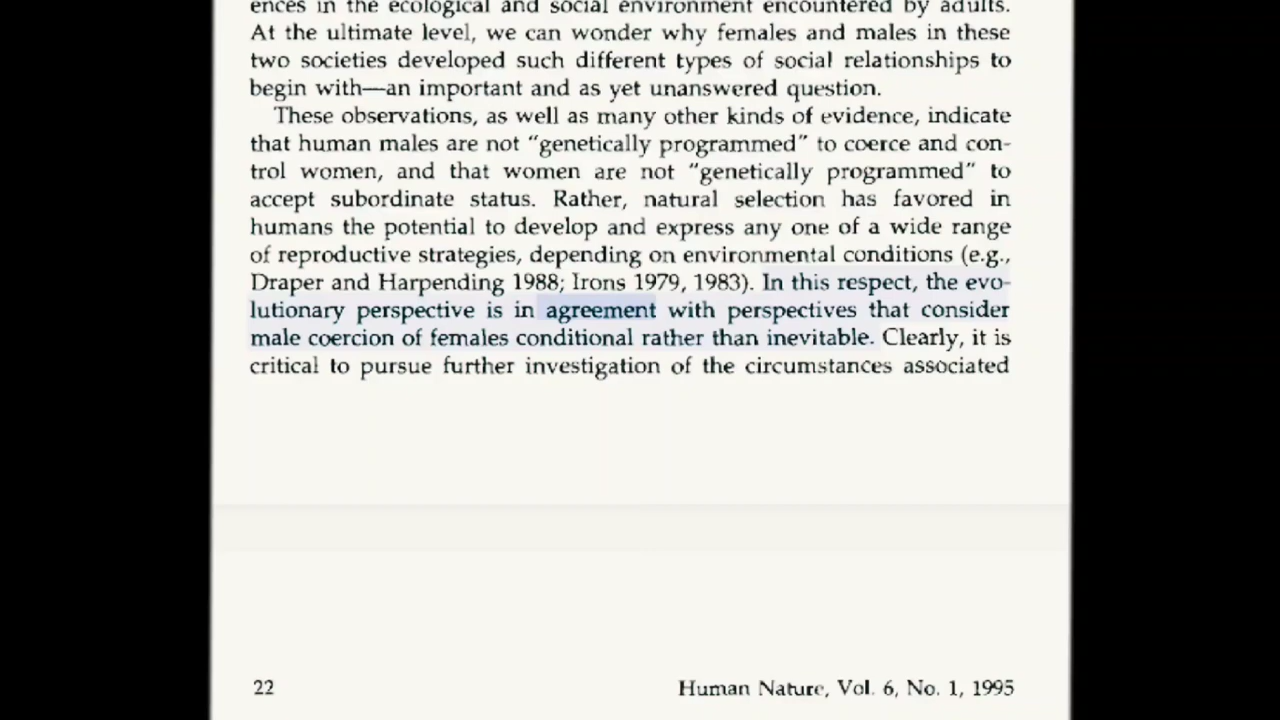 ences in the ecological and social environment encountered by adults.
At the ultimate level, we can wonder why females and males in these
two societies developed such different types of social relationships to
begin with—an important and as yet unanswered question.
These observations, as well as many other kinds of evidence, indicate
that human males are not “genetically programmed” to coerce and con-
trol women, and that women are not “genetically programmed” to
accept subordinate status. Rather, natural selection has favored in
humans the potential to develop and express any one of a wide range
of reproductive strategies, depending on environmental conditions (e.g.,
Draper and Harpending 1988; Irons 1979, 1983). In this respect, the evo-
lutionary perspective is in agreement with perspectives that consider
male coercion of females conditional rather than inevitable. Clearly, it is
critical to pursue further investigation of the circumstances associated
22 Human Nature, Vol. 6, No. 1, 1995